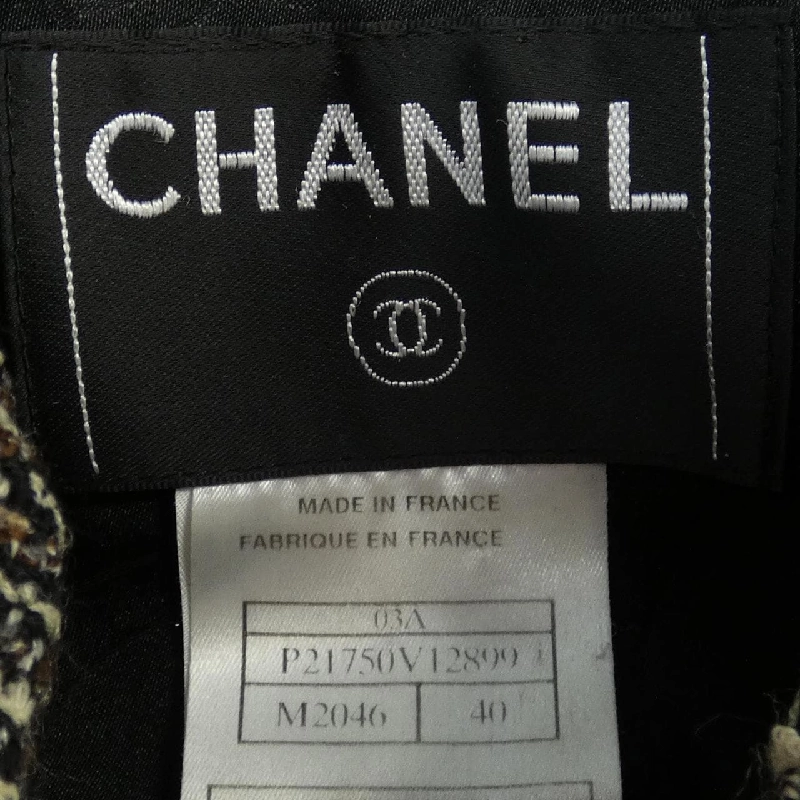 CHANEL
MADE IN FRANCE
FABRIQUE EN FRANCE
03A
P21750V12899
M2046 40